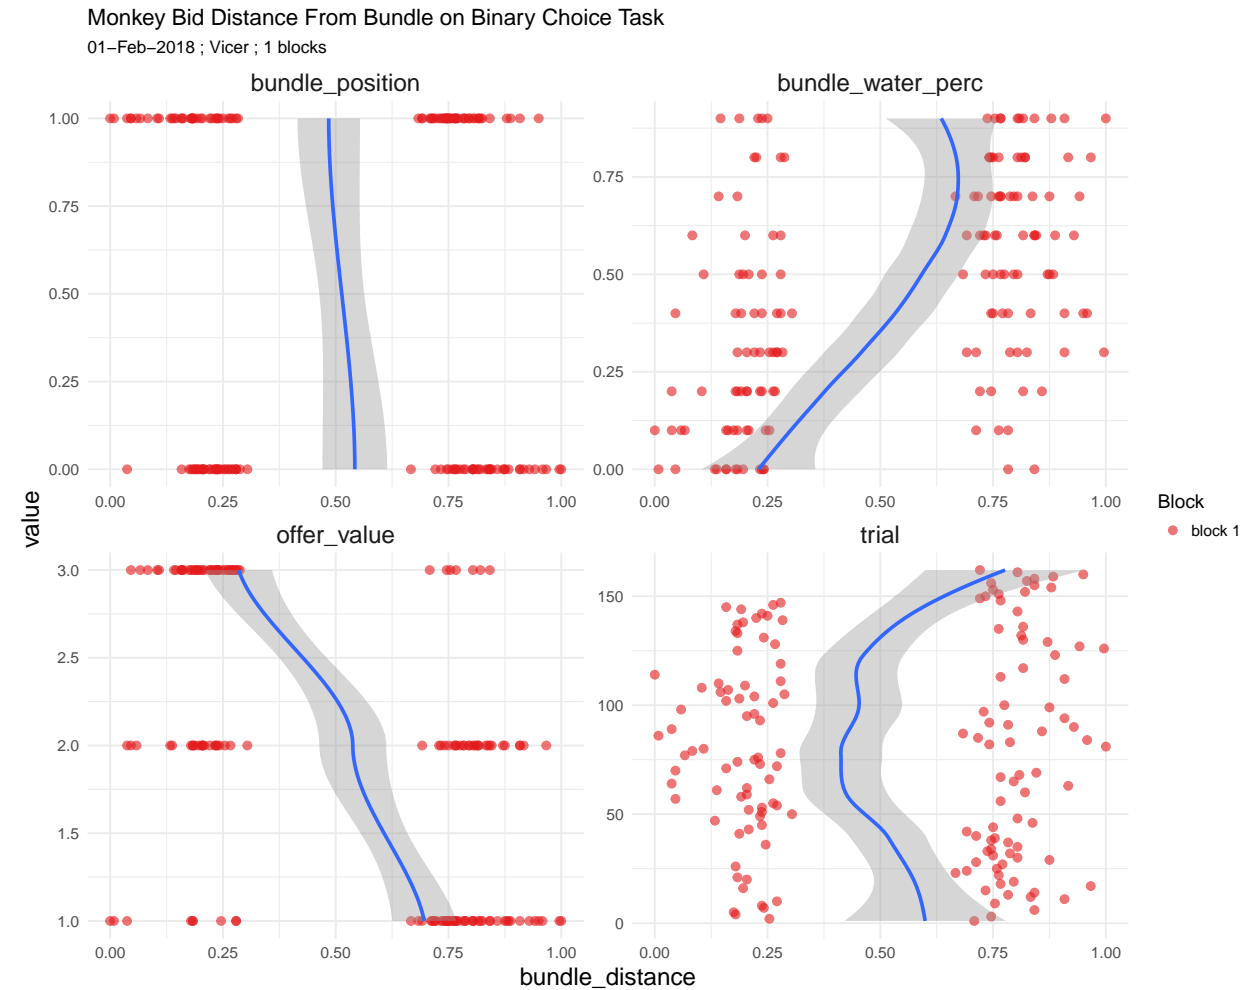 Monkey Bid Distance From Bundle on Binary Choice Task
01−Feb−2018 ; Vicer ; 1 blocks
bundle_position
bundle_water_perc
1.00
0.75
0.50
0.25
0.00
0.00 0.25 0.50 0.75 1.00
0.75
0.50
0.25
0.00
0.00 0.25 0.50 0.75 1.00
value
offer_value
trial
3.0
2.5
2.0
1.5
1.0
0.00 0.25 0.50 0.75 1.00
150
100
50
0
0.00 0.25 0.50 0.75 1.00
bundle_distance
Block
block 1